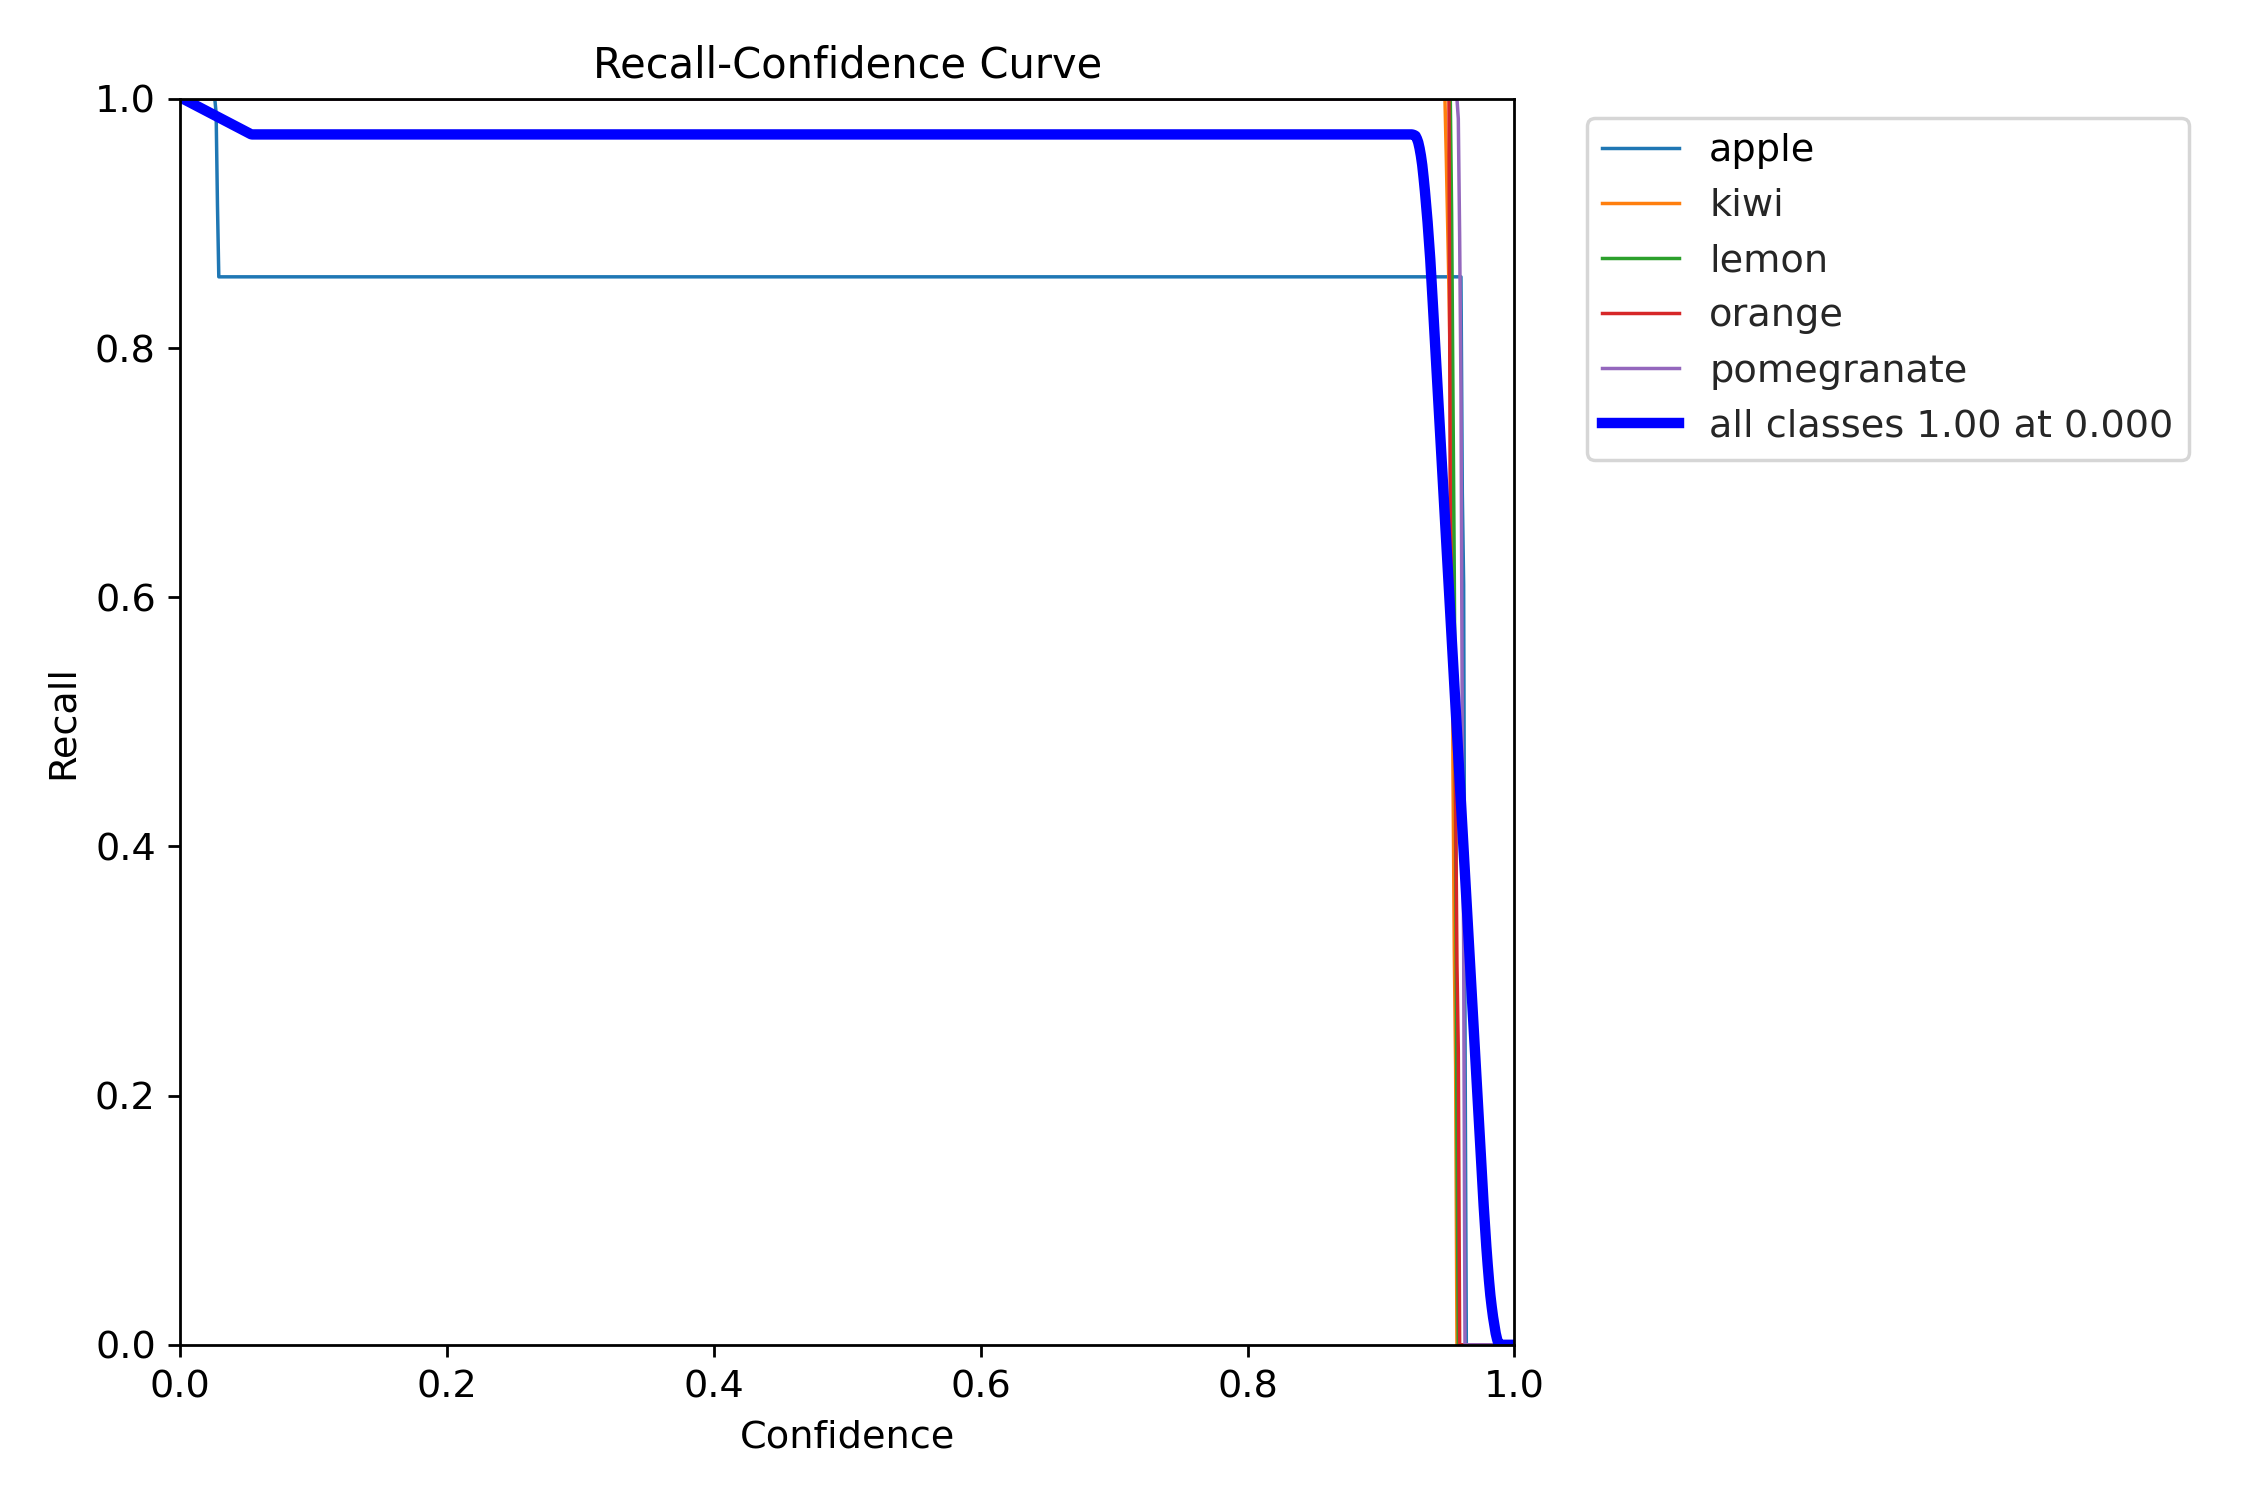 Recall-Confidence Curve
1.0
0.8
0.6
0.4
0.2
0.0
Recall
0.0 0.2 0.4 0.6 0.8 1.0
Confidence
apple
kiwi
lemon
orange
pomegranate
all classes 1.00 at 0.000